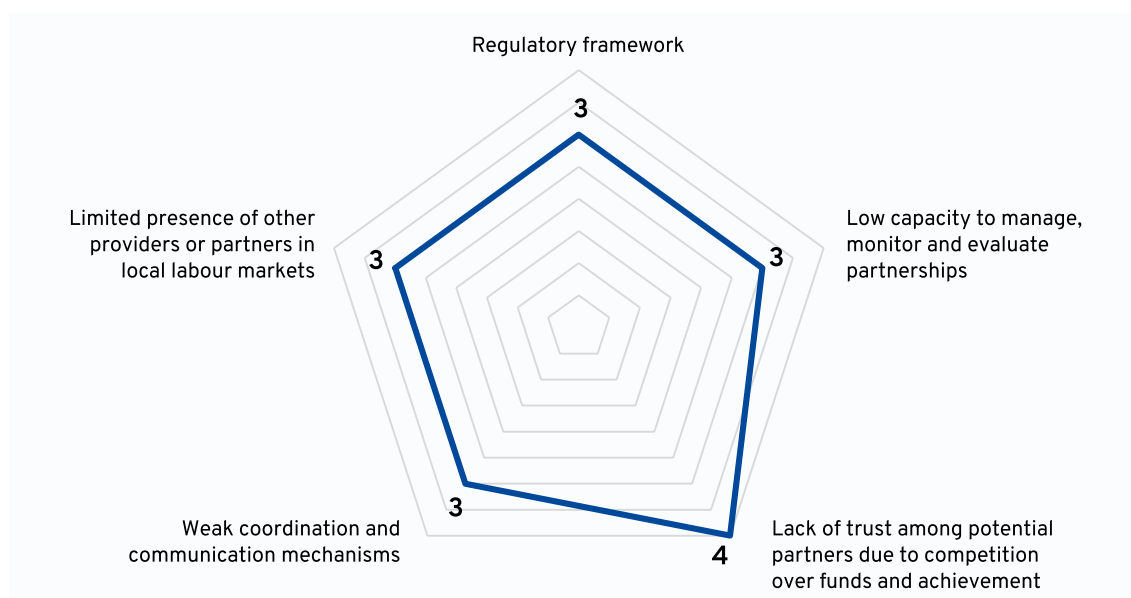 Regulatory framework
3
Limited presence of other
providers or partners in
local labour markets
3
3
Low capacity to manage,
monitor and evaluate
partnerships
3
Weak coordination and
communication mechanisms
4
Lack of trust among potential
partners due to competition
over funds and achievement